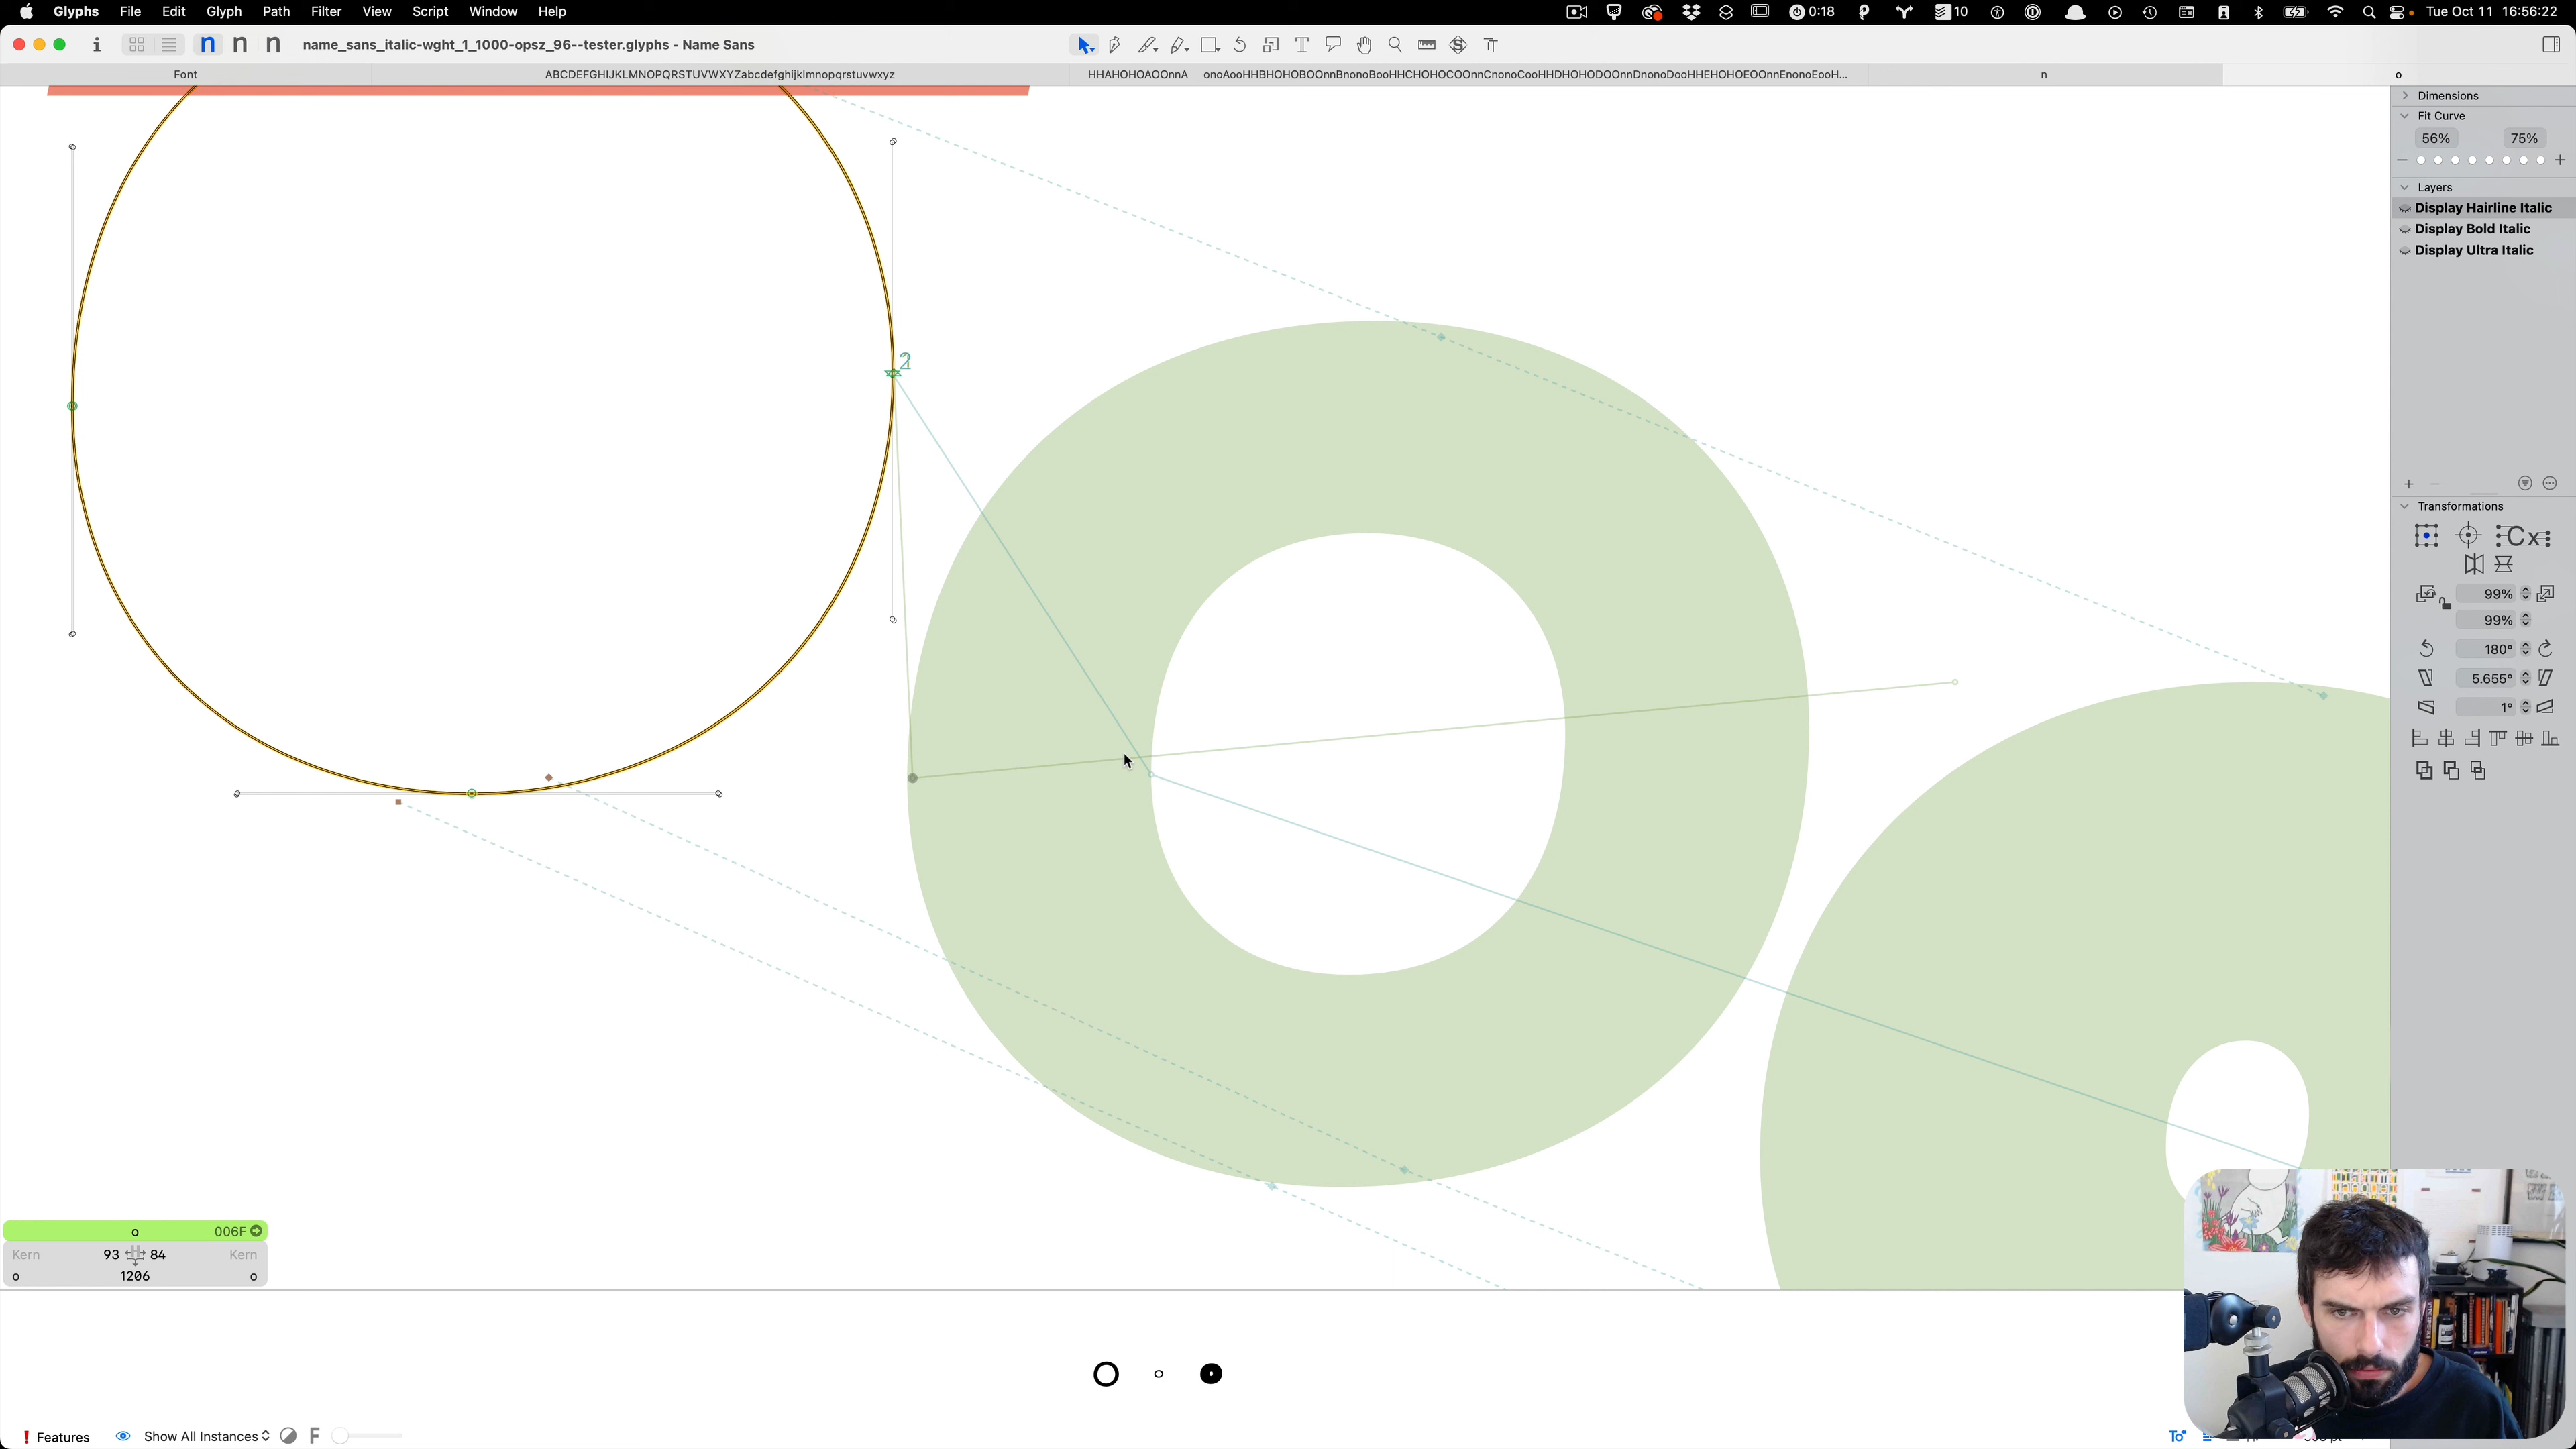 Glyphs File Edit Glyph Path Filter View Script Window Help 0:18 10 Tue Oct 11 16:56:22
n n n name_sans_italic-wght_1_1000-opsz_96--tester.glyphs - Name Sans
Font ABCDEFGHIJKLMNOPQRSTUVWXYZabcdefghijklmnopqrstuvwxyz HHAHOHOAOOnnA onoAooHHBHOHOBOOnnBnonoBooHHCHOHOCOOnnCnonoCooHHDHOHODOOnnDnonoDooHHEHOHOEOOnnEnonoEooH... n o
Dimensions
Fit Curve
56% 75%
Layers
Display Hairline Italic
Display Bold Italic
Display Ultra Italic
2
Transformations
99%
99%
180°
5.655°
1°
o 006F
Kern 93 84 Kern
o 1206 o
o o o
! Features Show All Instances F